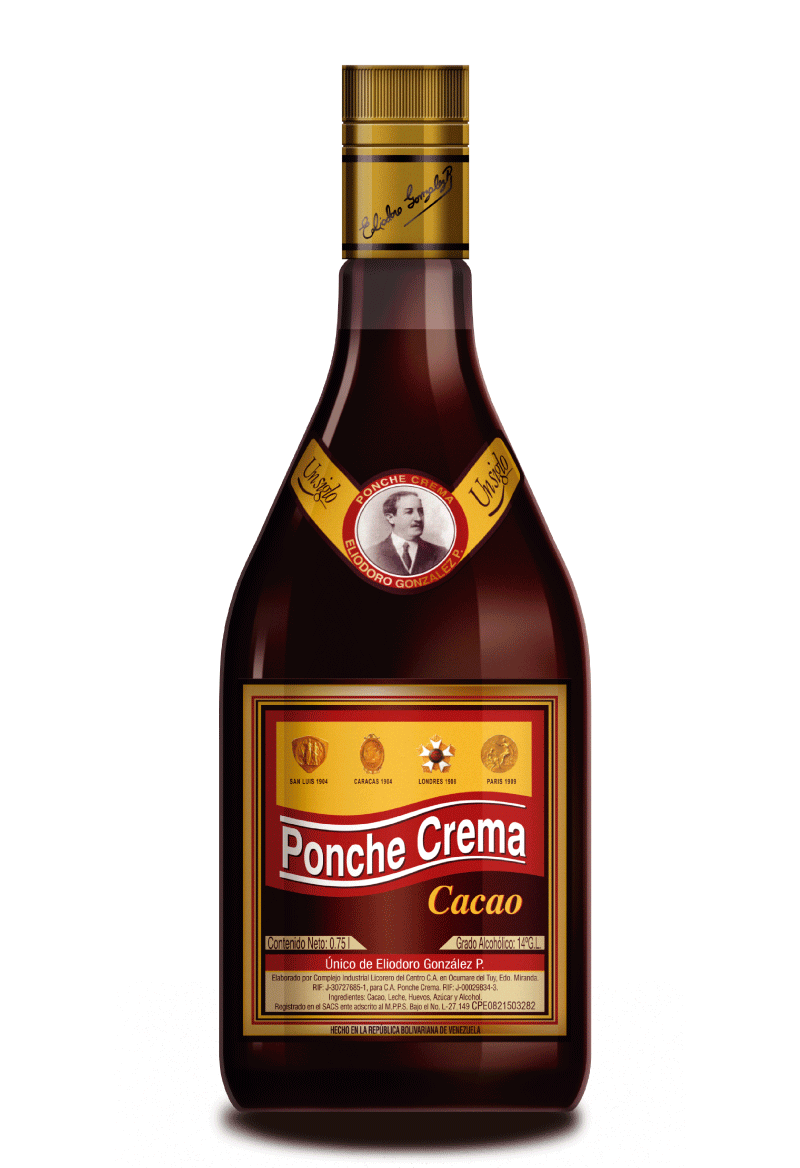 Eliodoro González P
Un siglo
PONCHE CREMA
Un siglo
ELIODORO GONZALEZ P.
SAN LUIS 1904
CARACAS 1904
LONDRES 1908
PARIS 1909
Ponche Crema
Cacao
Contenido Neto: 0.75 l
Grado Alcohólico: 14°G.L.
Único de Eliodoro González P.
Elaborado por Complejo Industrial Licorero del Centro C.A. en Ocumare del Tuy, Edo. Miranda.
RIF: J-30727685-1, para C.A. Ponche Crema. RIF: J-00029834-3.
Ingredientes: Cacao, Leche, Huevos, Azúcar y Alcohol.
Registrado en el SACS ente adscrito al M.P.P.S. Bajo el No. L-27.149 CPE0821503282
HECHO EN LA REPÚBLICA BOLIVARIANA DE VENEZUELA